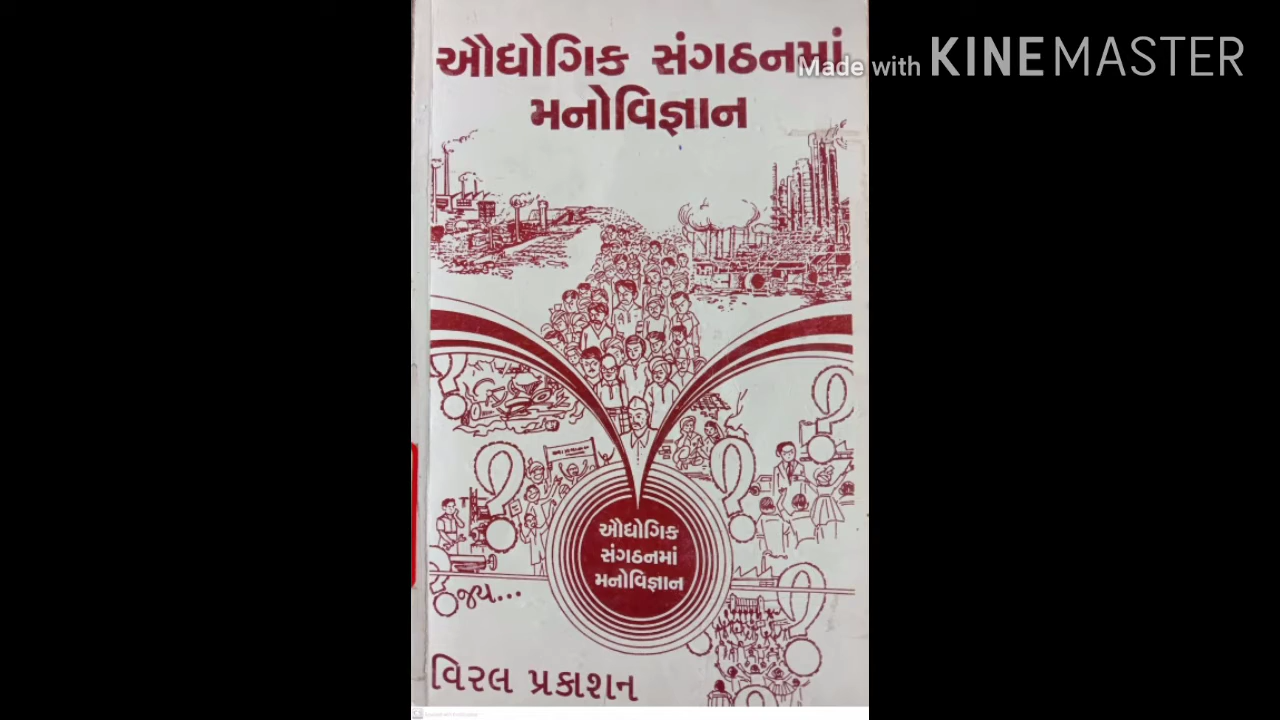 ઔદ્યોગિક સંગઠનમાં
મનોવિજ્ઞાન
Made with KINEMASTER
ઔદ્યોગિક
સંગઠનમાં
મનોવિજ્ઞાન
જય...
વિરલ પ્રકાશન